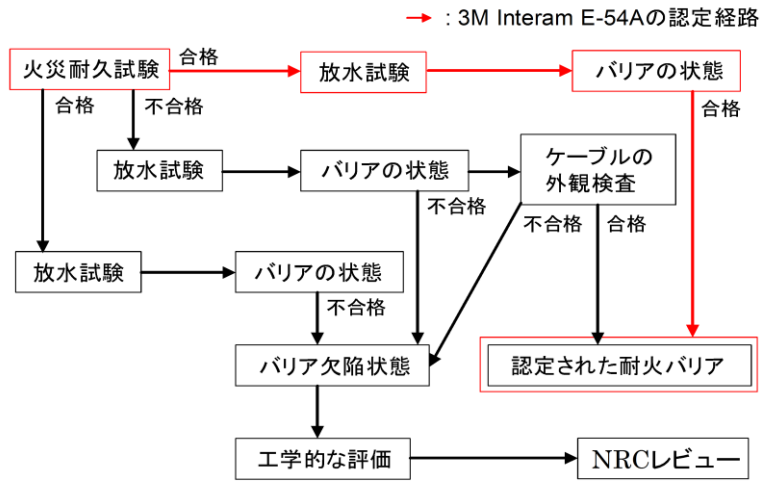 : 3M Interam E-54Aの認定経路
火災耐久試験
合格
放水試験
バリアの状態
合格
不合格
合格
放水試験
バリアの状態
ケーブルの
外観検査
不合格
不合格
合格
放水試験
バリアの状態
不合格
バリア欠陥状態
認定された耐火バリア
工学的な評価
NRCレビュー